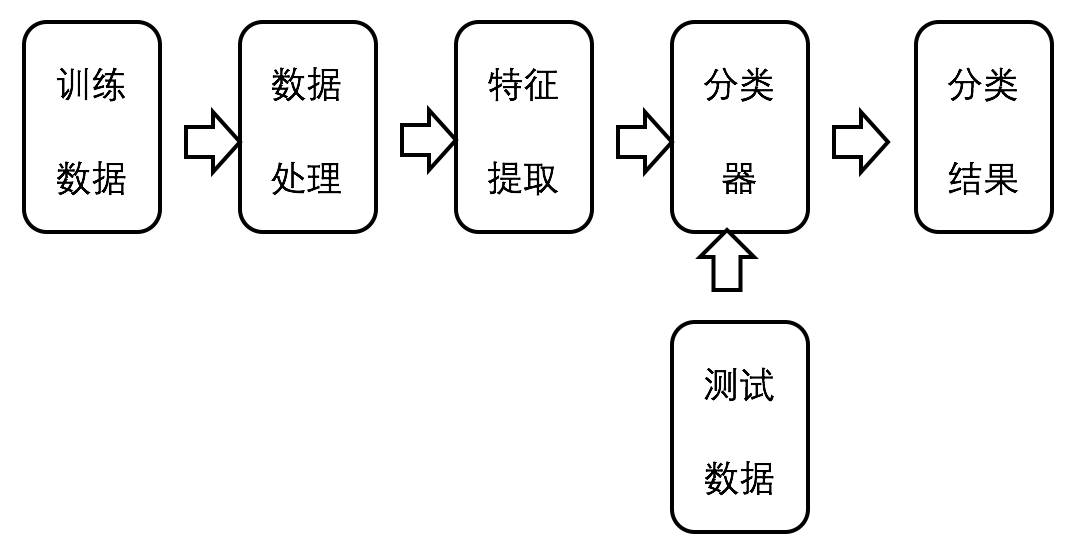 训练
数据
数据
处理
特征
提取
分类
器
分类
结果
测试
数据